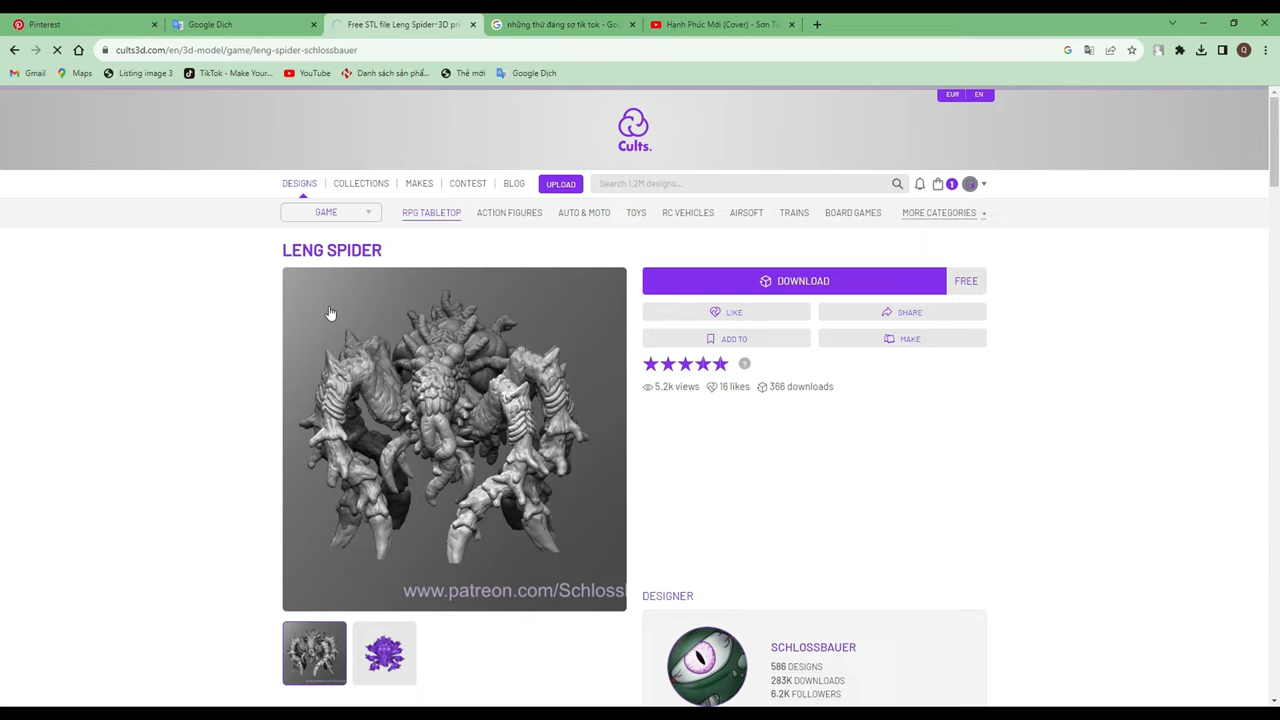 Pinterest
Google Dịch
Free STL file Leng Spider・3D pr
những thứ đáng sợ tik tok - Goo
Hạnh Phúc Mới (Cover) - Sơn Tù
cults3d.com/en/3d-model/game/leng-spider-schlossbauer
Q
Gmail
Maps
Listing image 3
TikTok - Make Your...
YouTube
Danh sách sản phẩ...
Thẻ mới
Google Dịch
EUR
EN
Cults.
DESIGNS
COLLECTIONS
MAKES
CONTEST
BLOG
UPLOAD
Search 1.2M designs...
1
GAME
RPG TABLETOP
ACTION FIGURES
AUTO & MOTO
TOYS
RC VEHICLES
AIRSOFT
TRAINS
BOARD GAMES
MORE CATEGORIES +
LENG SPIDER
DOWNLOAD
FREE
LIKE
SHARE
ADD TO
MAKE
?
5.2k views
16 likes
366 downloads
www.patreon.com/Schloss
DESIGNER
SCHLOSSBAUER
586 DESIGNS
283K DOWNLOADS
6.2K FOLLOWERS